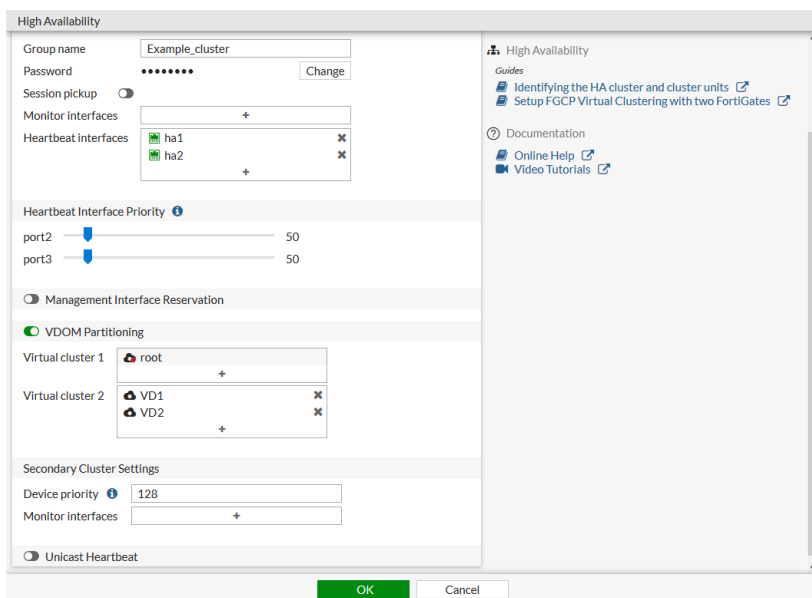 High Availability
Group name Example_cluster
Password •••••••• Change
Session pickup
Monitor interfaces +
Heartbeat interfaces ha1
ha2
+
Heartbeat Interface Priority
port2 50
port3 50
Management Interface Reservation
VDOM Partitioning
Virtual cluster 1 root
+
Virtual cluster 2 VD1
VD2
+
Secondary Cluster Settings
Device priority 128
Monitor interfaces +
Unicast Heartbeat
High Availability
Guides
Identifying the HA cluster and cluster units
Setup FGCP Virtual Clustering with two FortiGates
Documentation
Online Help
Video Tutorials
OK Cancel